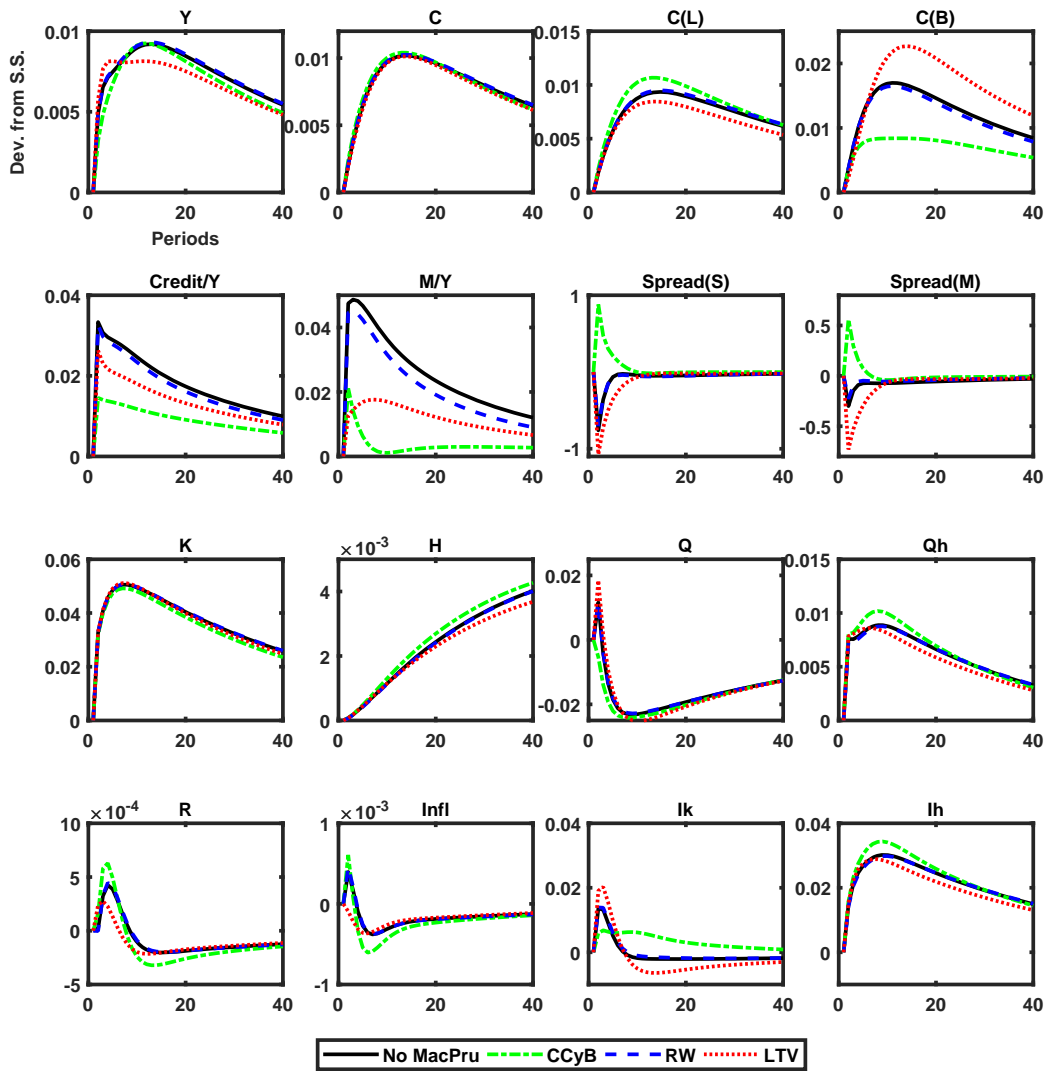 Y C C(L) C(B)
0.01 0.015 0.015
0.02
0.01 0.01
0.005 0.01
0.005 0.005
0 0 0 0
0 20 40 0 20 40 0 20 40 0 20 40
Dev. from S.S.
Periods
Credit/Y M/Y Spread(S) Spread(M)
0.04 1
0.04 0.5
0.02 0.02 0
0
-0.5
0 0 -1
0 20 40 0 20 40 0 20 40 0 20 40
K H Q Qh
×10-3
0.06 0.015
4 0.02
0.04 0.01
2 0
0.02 0.005
-0.02
0 0 0
0 20 40 0 20 40 0 20 40 0 20 40
R Infl Ik Ih
×10-4 ×10-3
10 1 0.04 0.04
5 0.02 0.02
0
0 0 0
-5 -1
0 20 40 0 20 40 0 20 40 0 20 40
No MacPru CCyB RW LTV